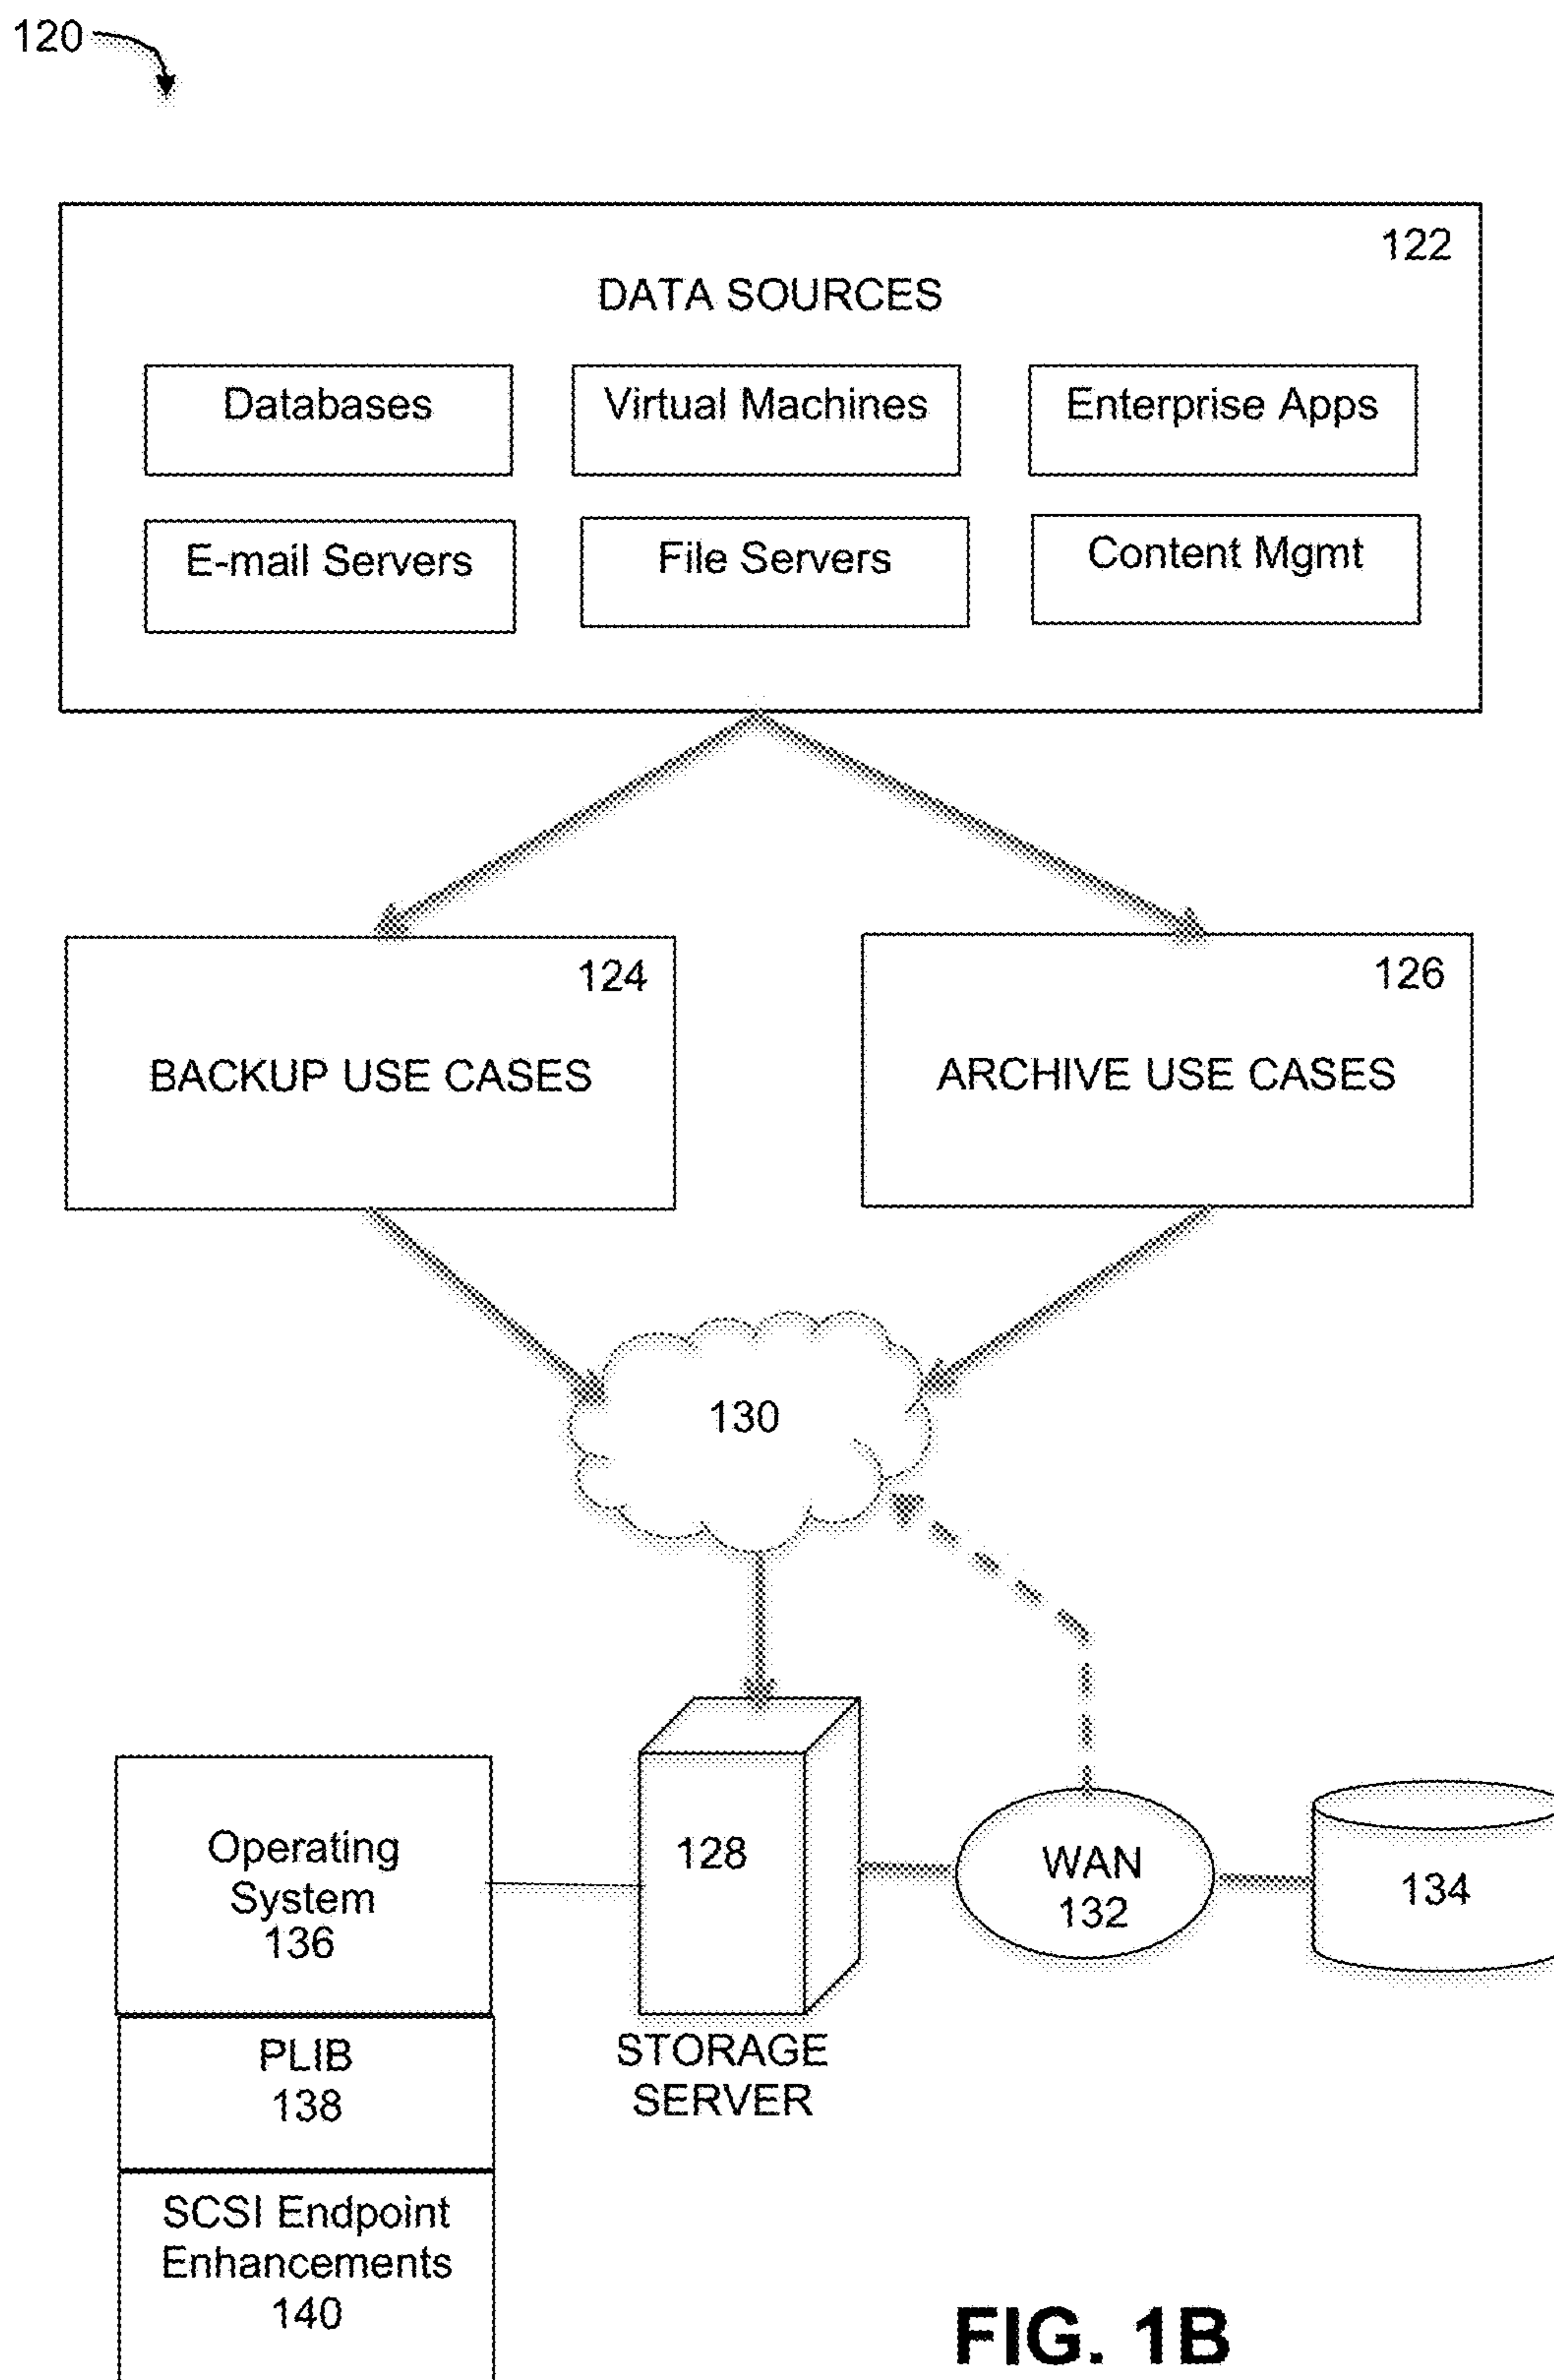 120
122
DATA SOURCES
Databases
Virtual Machines
Enterprise Apps
E-mail Servers
File Servers
Content Mgmt
124
BACKUP USE CASES
126
ARCHIVE USE CASES
130
128
STORAGE
SERVER
WAN
132
134
Operating
System
136
PLIB
138
SCSI Endpoint
Enhancements
140
FIG. 1B